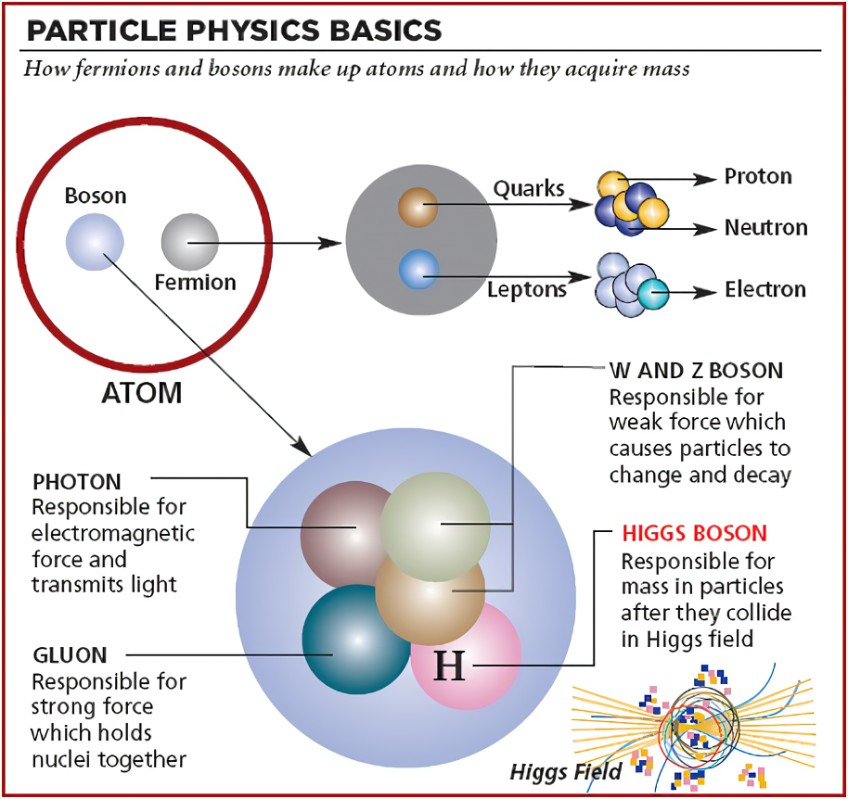 PARTICLE PHYSICS BASICS
How fermions and bosons make up atoms and how they acquire mass
Boson
Fermion
ATOM
Quarks
Leptons
Proton
Neutron
Electron
W AND Z BOSON
Responsible for
weak force which
causes particles to
change and decay
PHOTON
Responsible for
electromagnetic
force and
transmits light
HIGGS BOSON
Responsible for
mass in particles
after they collide
in Higgs field
GLUON
Responsible for
strong force
which holds
nuclei together
H
Higgs Field